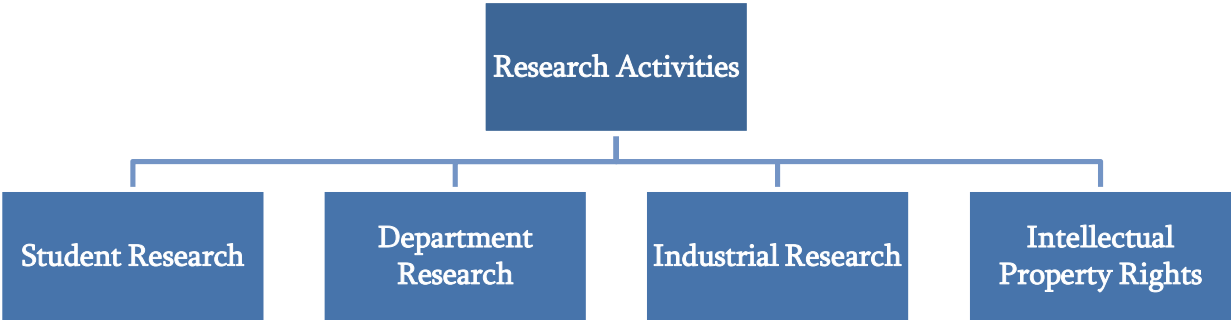 Research Activities
Student Research
Department
Research
Industrial Research
Intellectual
Property Rights